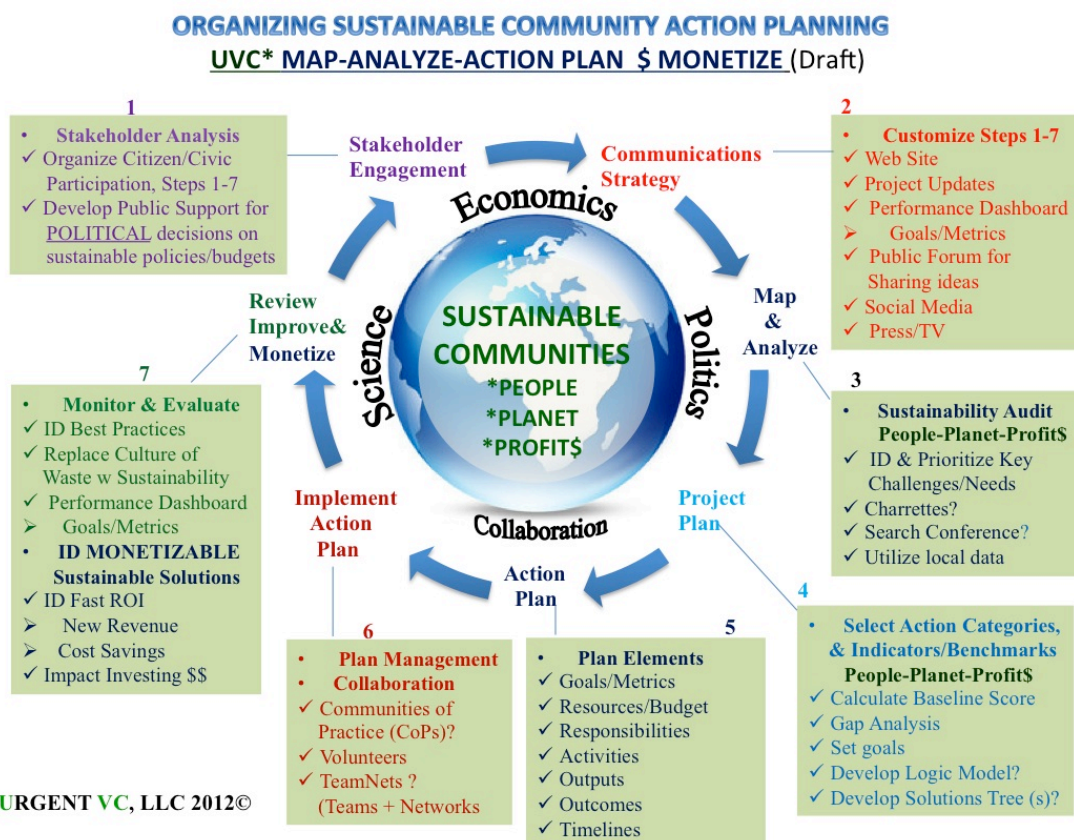 ORGANIZING SUSTAINABLE COMMUNITY ACTION PLANNING
UVC* MAP-ANALYZE-ACTION PLAN $ MONETIZE (Draft)
1
• Stakeholder Analysis
✓ Organize Citizen/Civic
Participation, Steps 1-7
✓ Develop Public Support for
POLITICAL decisions on
sustainable policies/budgets
Stakeholder
Engagement
Communications
Strategy
2
• Customize Steps 1-7
✓ Web Site
✓ Project Updates
✓ Performance Dashboard
➢ Goals/Metrics
✓ Public Forum for
Sharing ideas
✓ Social Media
✓ Press/TV
Economics
Politics
Science
Collaboration
SUSTAINABLE
COMMUNITIES
*PEOPLE
*PLANET
*PROFIT$
Map
&
Analyze
3
• Sustainability Audit
People-Planet-Profit$
✓ ID & Prioritize Key
Challenges/Needs
✓ Charrettes?
✓ Search Conference?
✓ Utilize local data
Project
Plan
4
• Select Action Categories,
& Indicators/Benchmarks
People-Planet-Profit$
✓ Calculate Baseline Score
✓ Gap Analysis
✓ Set goals
✓ Develop Logic Model?
✓ Develop Solutions Tree (s)?
Action
Plan
5
• Plan Elements
✓ Goals/Metrics
✓ Resources/Budget
✓ Responsibilities
✓ Activities
✓ Outputs
✓ Outcomes
✓ Timelines
Implement
Action
Plan
6
• Plan Management
• Collaboration
✓ Communities of
Practice (CoPs)?
✓ Volunteers
✓ TeamNets ?
(Teams + Networks
Review
Improve&
Monetize
7
• Monitor & Evaluate
✓ ID Best Practices
✓ Replace Culture of
Waste w Sustainability
✓ Performance Dashboard
➢ Goals/Metrics
• ID MONETIZABLE
Sustainable Solutions
✓ ID Fast ROI
➢ New Revenue
➢ Cost Savings
✓ Impact Investing $$
URGENT VC, LLC 2012©